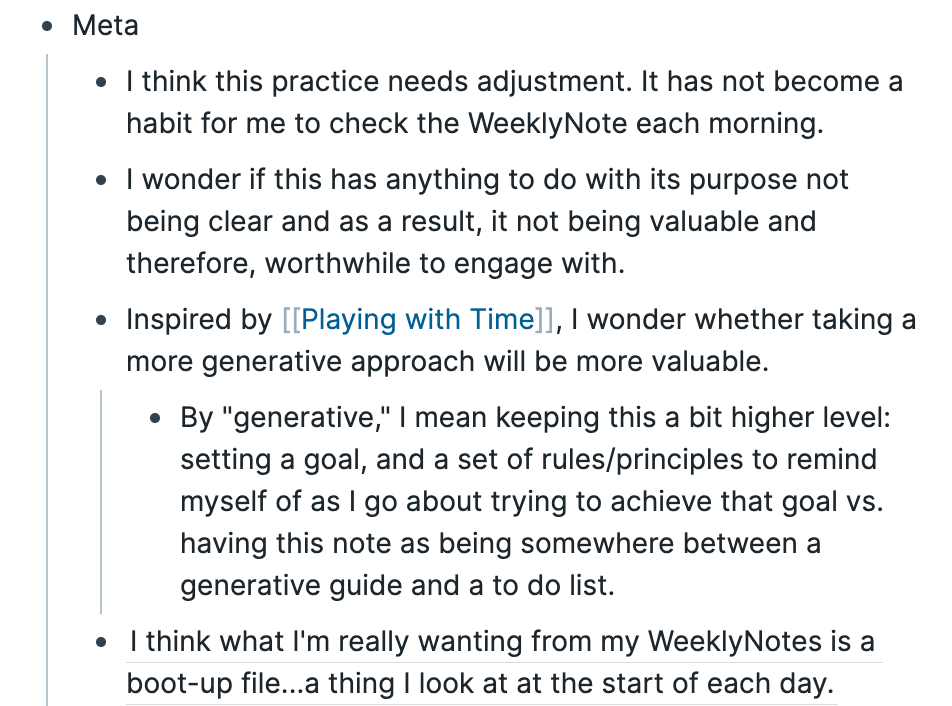 Meta
I think this practice needs adjustment. It has not become a
habit for me to check the WeeklyNote each morning.
I wonder if this has anything to do with its purpose not
being clear and as a result, it not being valuable and
therefore, worthwhile to engage with.
Inspired by [[Playing with Time]], I wonder whether taking a
more generative approach will be more valuable.
By "generative," I mean keeping this a bit higher level:
setting a goal, and a set of rules/principles to remind
myself of as I go about trying to achieve that goal vs.
having this note as being somewhere between a
generative guide and a to do list.
I think what I'm really wanting from my WeeklyNotes is a
boot-up file...a thing I look at at the start of each day.